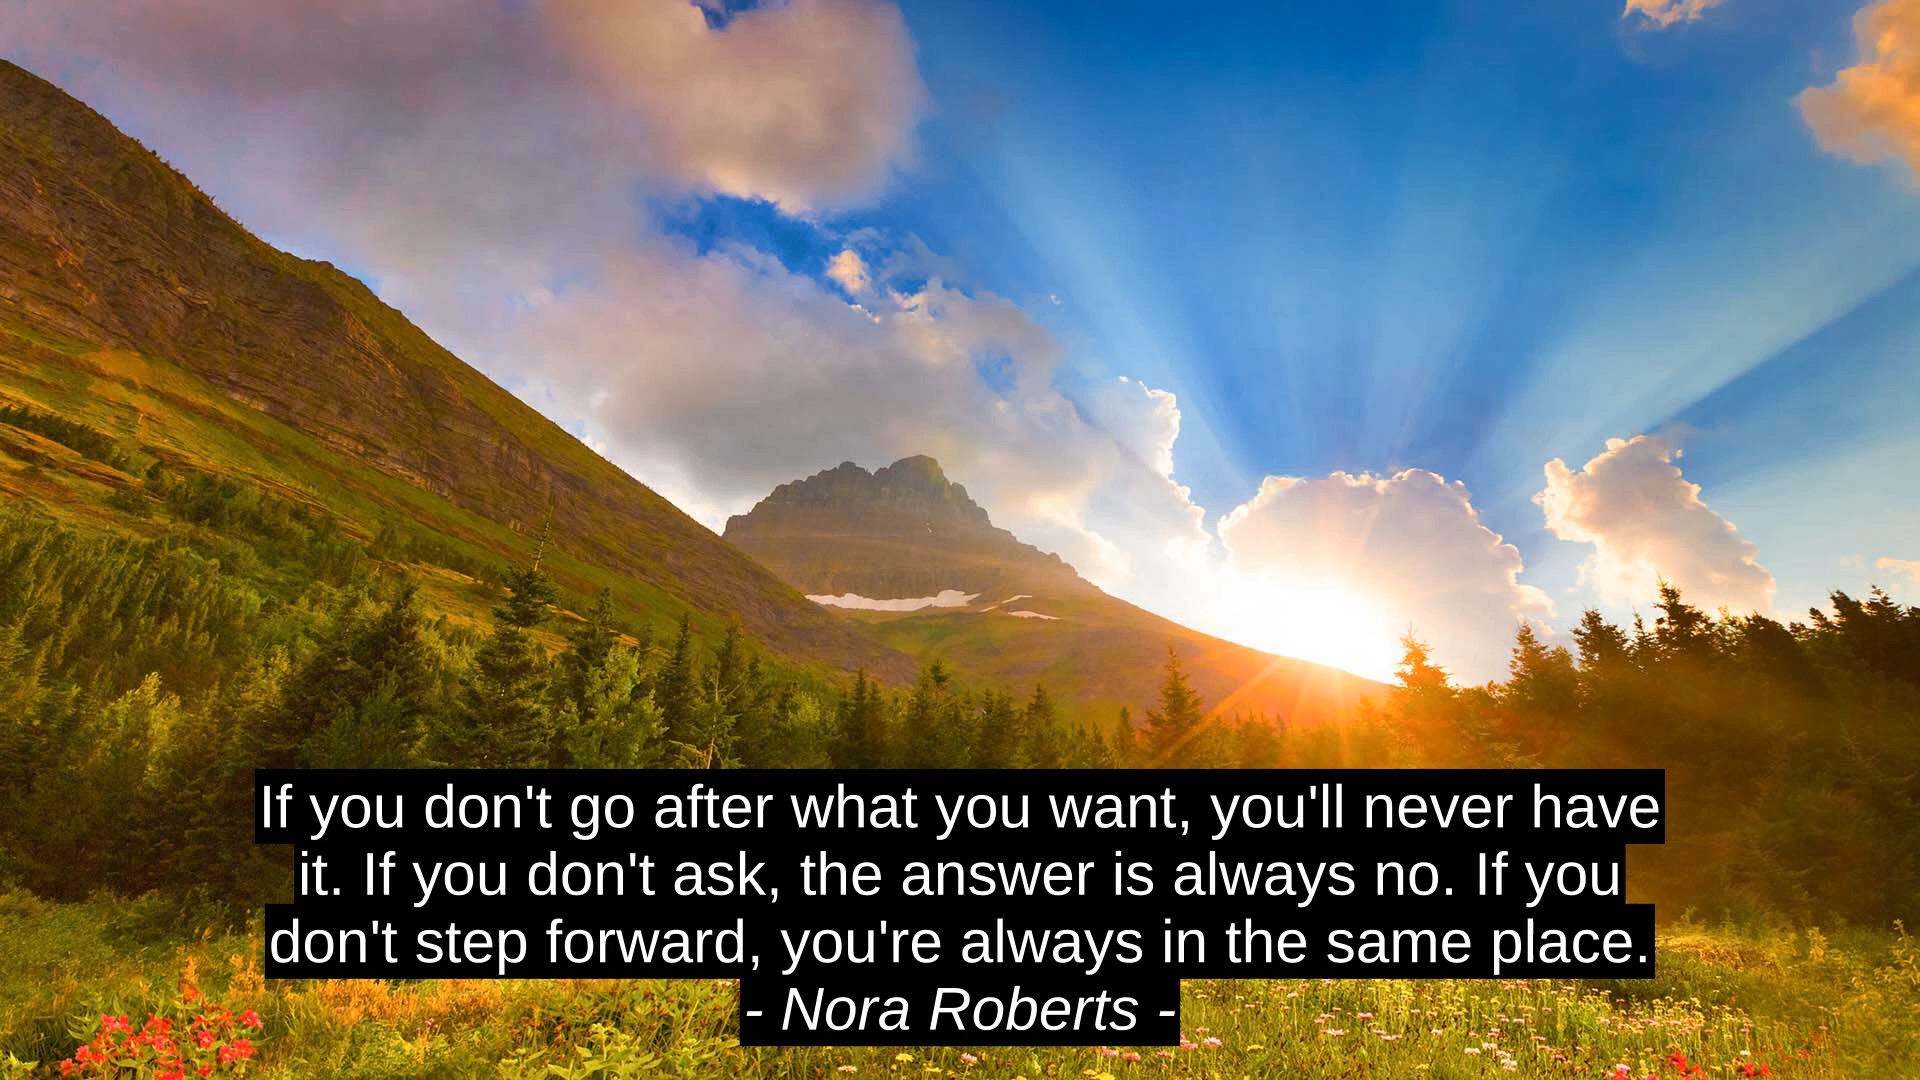 If you don't go after what you want, you'll never have
it. If you don't ask, the answer is always no. If you
don't step forward, you're always in the same place.
- Nora Roberts -